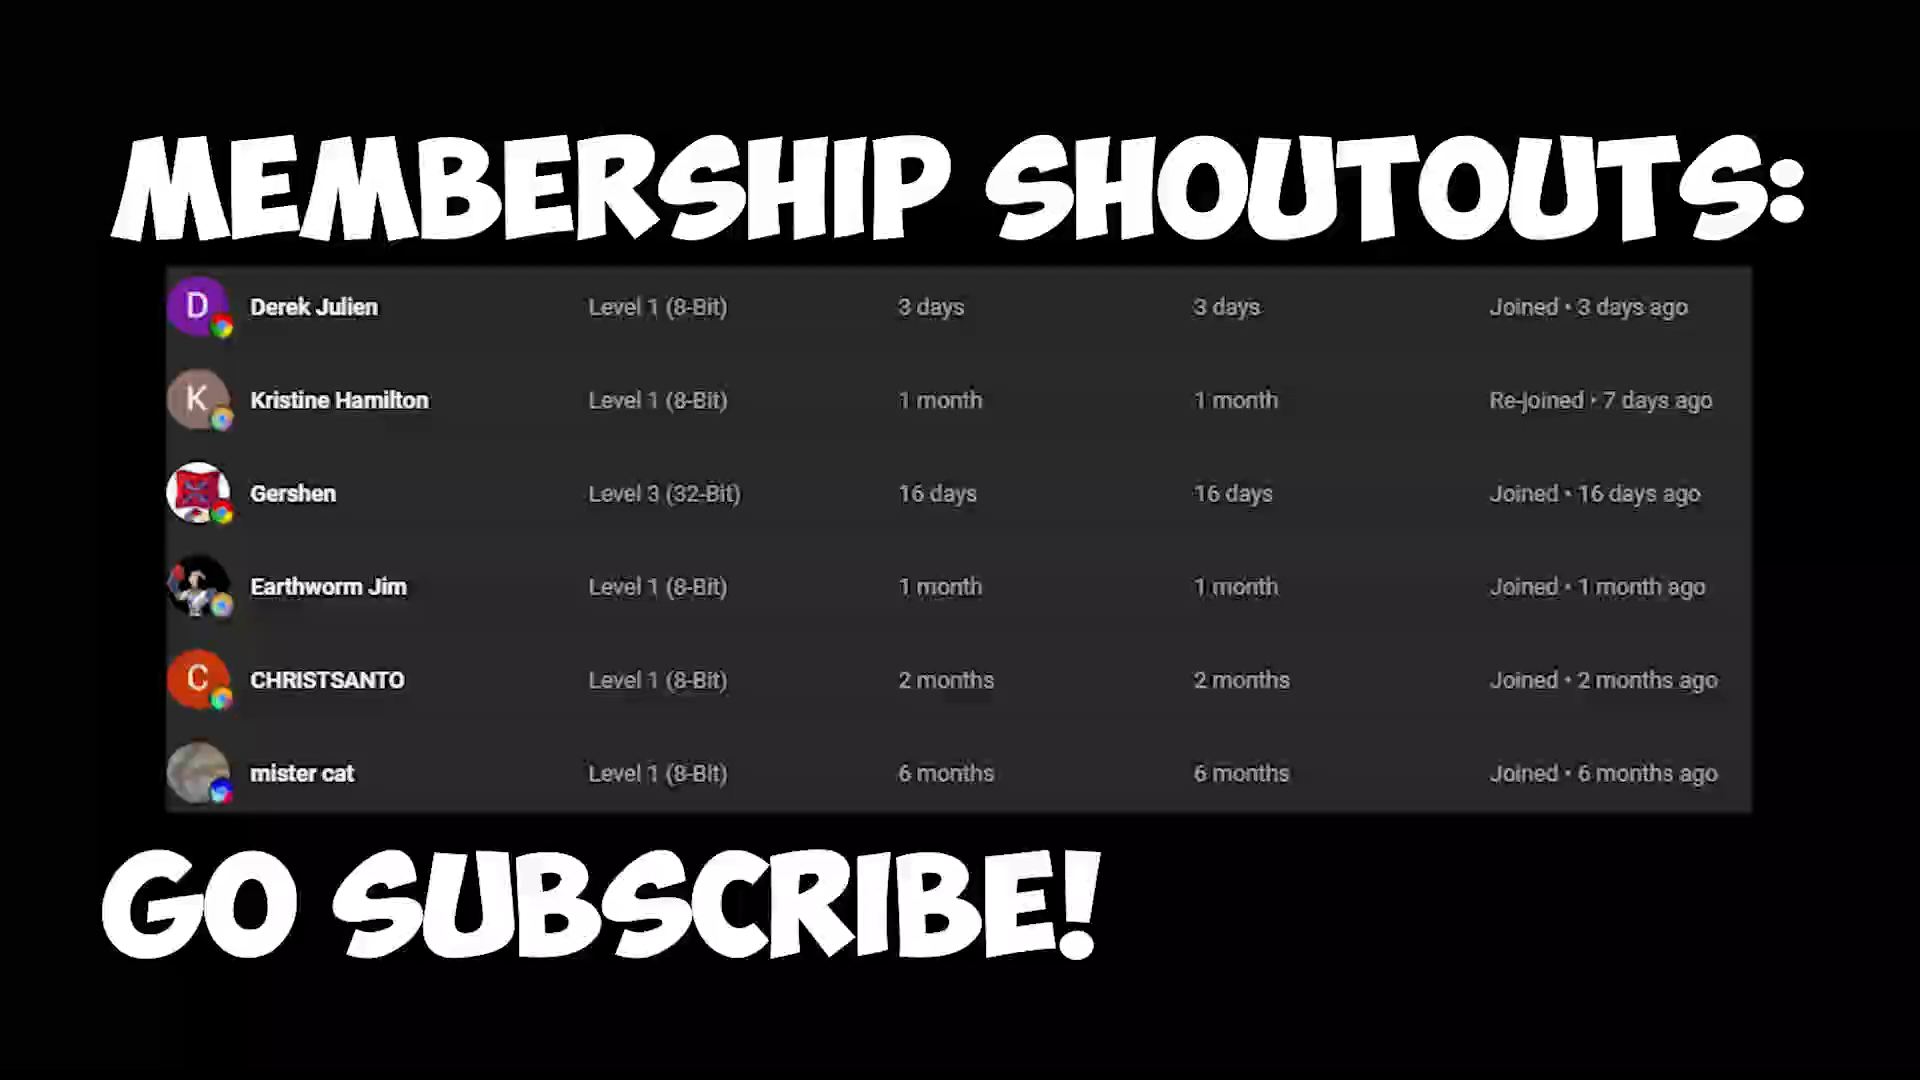 MEMBERSHIP SHOUTOUTS:
D Derek Julien Level 1 (8-Bit) 3 days 3 days Joined • 3 days ago
K Kristine Hamilton Level 1 (8-Bit) 1 month 1 month Re-joined • 7 days ago
Gershen Level 3 (32-Bit) 16 days 16 days Joined • 16 days ago
Earthworm Jim Level 1 (8-Bit) 1 month 1 month Joined • 1 month ago
C CHRISTSANTO Level 1 (8-Bit) 2 months 2 months Joined • 2 months ago
mister cat Level 1 (8-Bit) 6 months 6 months Joined • 6 months ago
GO SUBSCRIBE!